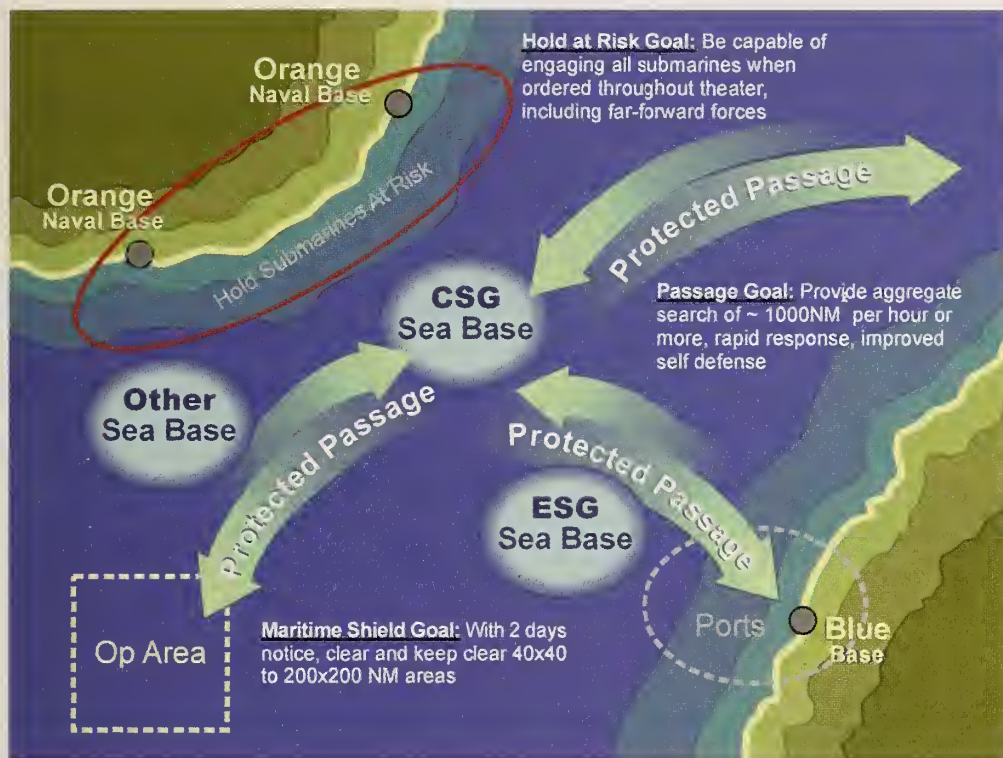 Hold at Risk Goal: Be capable of
engaging all submarines when
ordered throughout theater,
including far-forward forces
Orange
Naval Base
Orange
Naval Base
Hold Submarines At Risk
Protected Passage
CSG
Sea Base
Passage Goal: Provide aggregate
search of ~ 1000NM per hour or
more, rapid response, improved
self defense
Other
Sea Base
Protected Passage
Protected Passage
ESG
Sea Base
Op Area
Maritime Shield Goal: With 2 days
notice, clear and keep clear 40x40
to 200x200 NM areas
Ports
Blue
Base